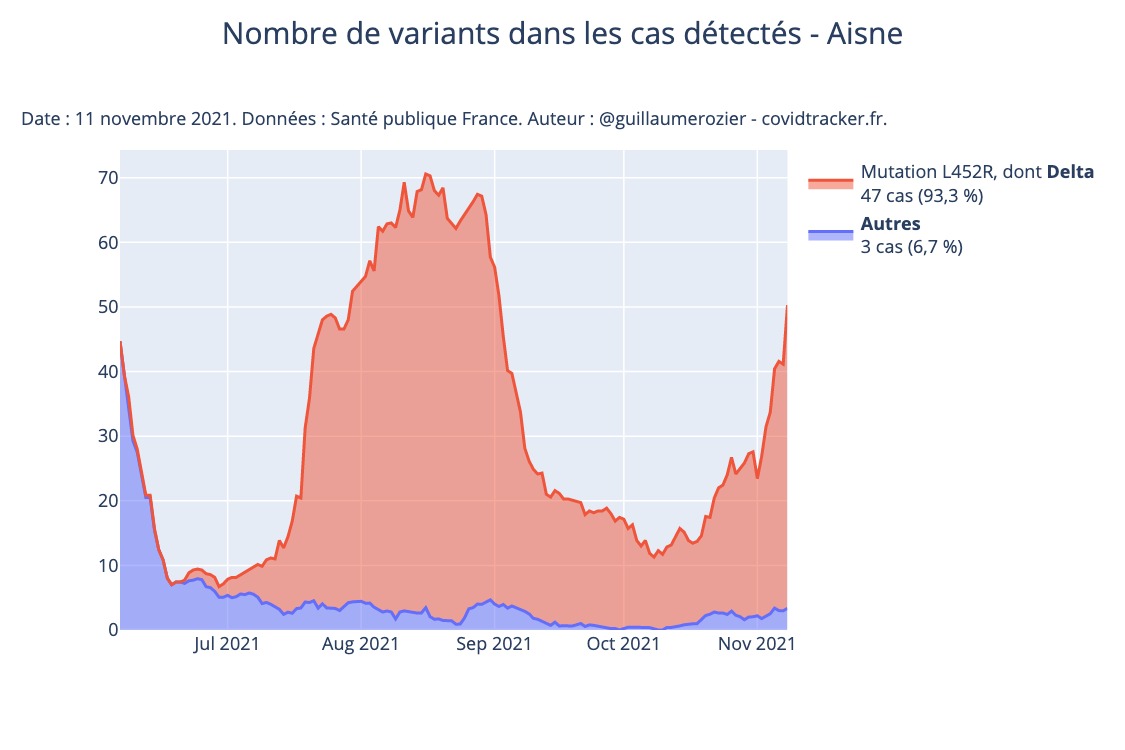 Nombre de variants dans les cas détectés - Aisne
Date : 11 novembre 2021. Données : Santé publique France. Auteur : @guillaumerozier - covidtracker.fr.
Mutation L452R, dont Delta
47 cas (93,3 %)
Autres
3 cas (6,7 %)
70
60
50
40
30
20
10
0
Jul 2021 Aug 2021 Sep 2021 Oct 2021 Nov 2021